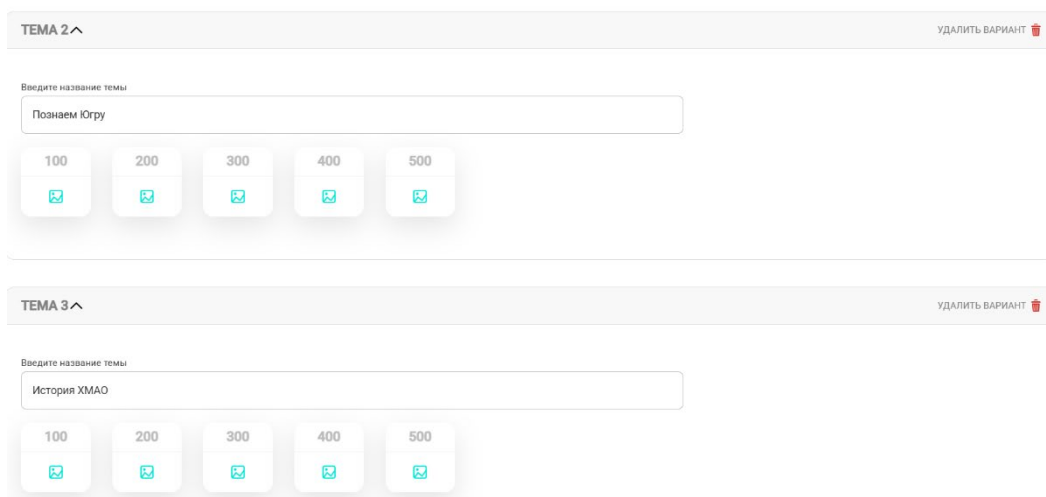 ТЕМА 2
УДАЛИТЬ ВАРИАНТ
Введите название темы
Познаем Югру
100 200 300 400 500
ТЕМА 3
УДАЛИТЬ ВАРИАНТ
Введите название темы
История ХМАО
100 200 300 400 500